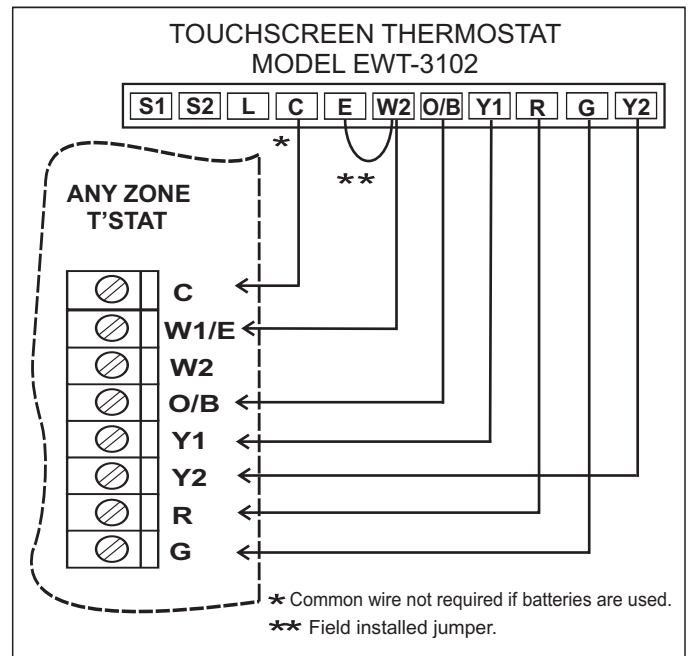 TOUCHSCREEN THERMOSTAT
MODEL EWT-3102
S1 S2 L C E W2 O/B Y1 R G Y2
*
**
ANY ZONE
T'STAT
C
W1/E
W2
O/B
Y1
Y2
R
G
* Common wire not required if batteries are used.
** Field installed jumper.